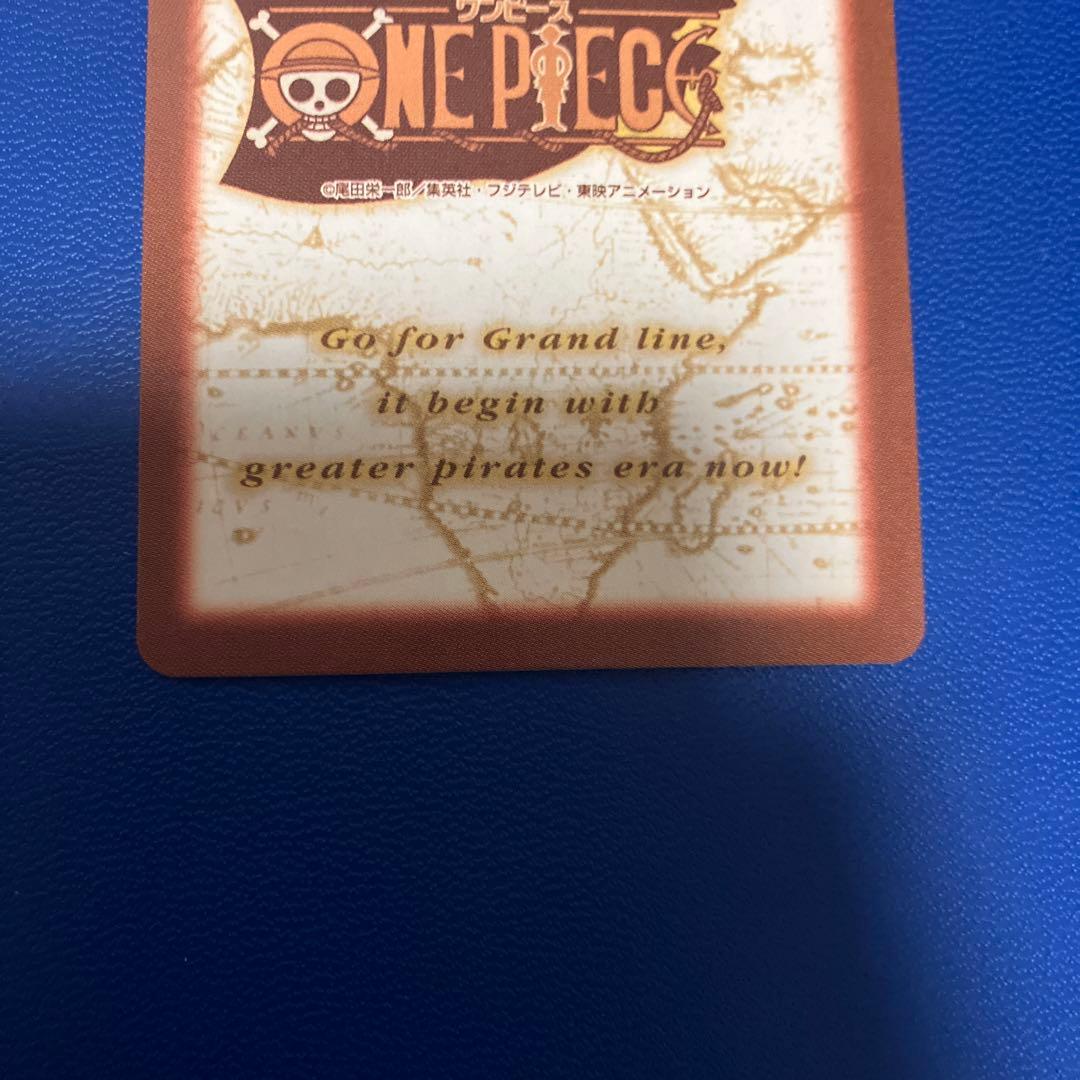 ワンピース
ONE PIECE
©尾田栄一郎／集英社・フジテレビ・東映アニメーション
Go for Grand line,
it begin with
OCEANVS
greater pirates era now!